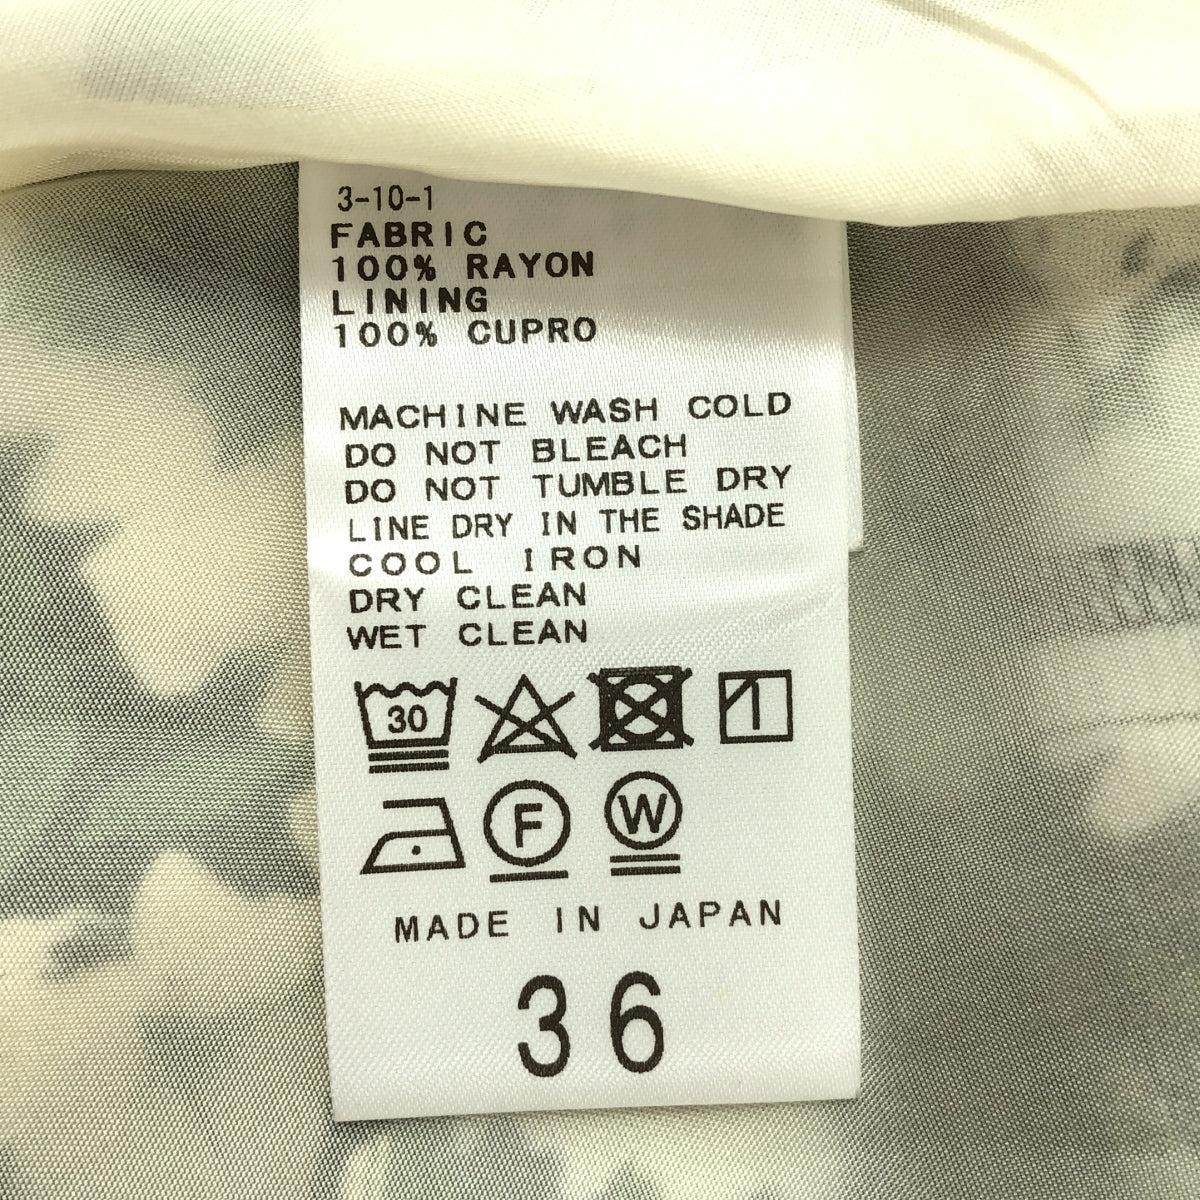 3-10-1
FABRIC
100% RAYON
LINING
100% CUPRO
MACHINE WASH COLD
DO NOT BLEACH
DO NOT TUMBLE DRY
LINE DRY IN THE SHADE
COOL IRON
DRY CLEAN
WET CLEAN
30
F W
MADE IN JAPAN
36